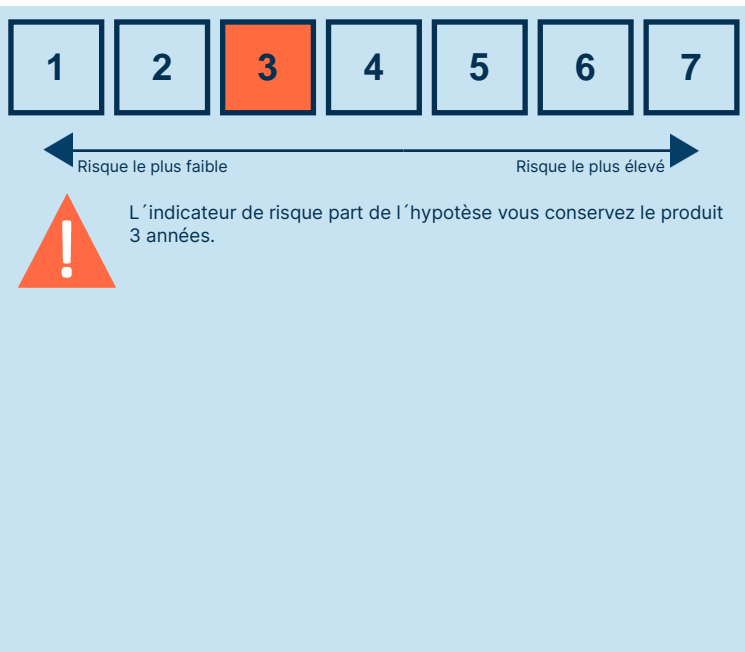 1 2 3 4 5 6 7
Risque le plus faible Risque le plus élevé
!
L´indicateur de risque part de l´hypotèse vous conservez le produit
3 années.